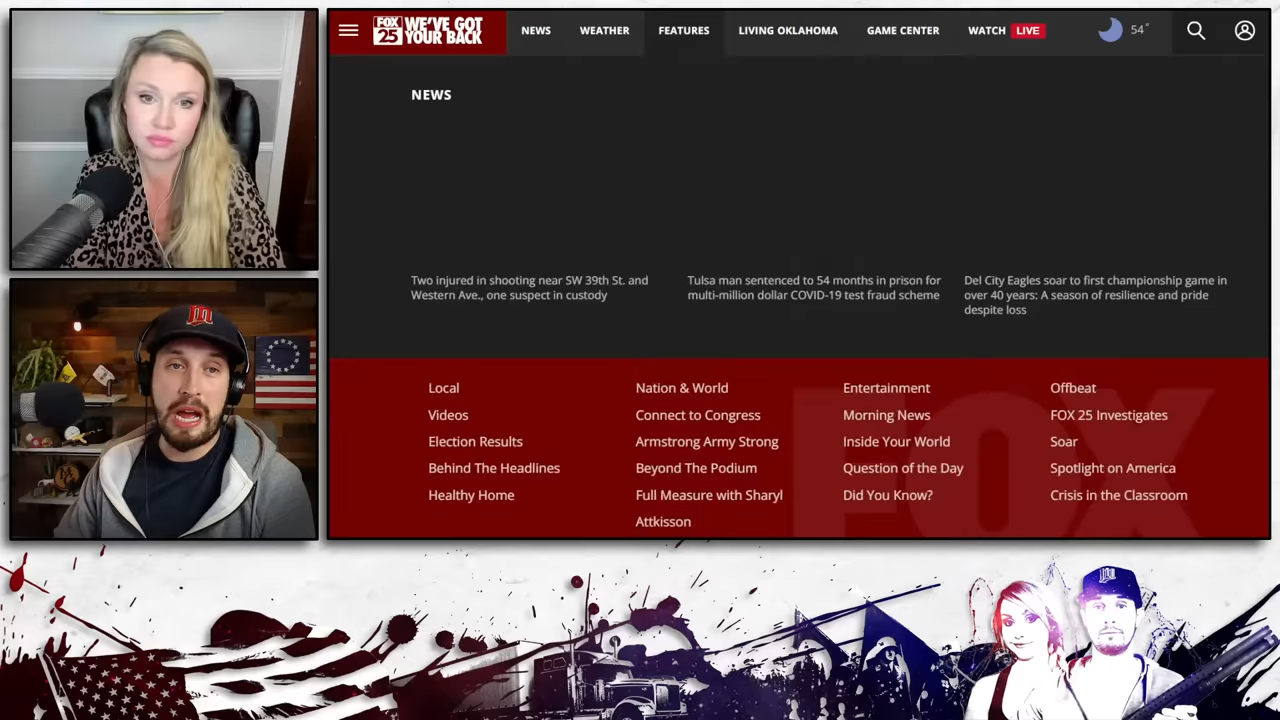 FOX 25 WE'VE GOT YOUR BACK
NEWS
WEATHER
FEATURES
LIVING OKLAHOMA
GAME CENTER
WATCH LIVE
54°
NEWS
Two injured in shooting near SW 39th St. and
Western Ave., one suspect in custody
Tulsa man sentenced to 54 months in prison for
multi-million dollar COVID-19 test fraud scheme
Del City Eagles soar to first championship game in
over 40 years: A season of resilience and pride
despite loss
Local
Videos
Election Results
Behind The Headlines
Healthy Home
Nation & World
Connect to Congress
Armstrong Army Strong
Beyond The Podium
Full Measure with Sharyl
Attkisson
Entertainment
Morning News
Inside Your World
Question of the Day
Did You Know?
Offbeat
FOX 25 Investigates
Soar
Spotlight on America
Crisis in the Classroom
FOX